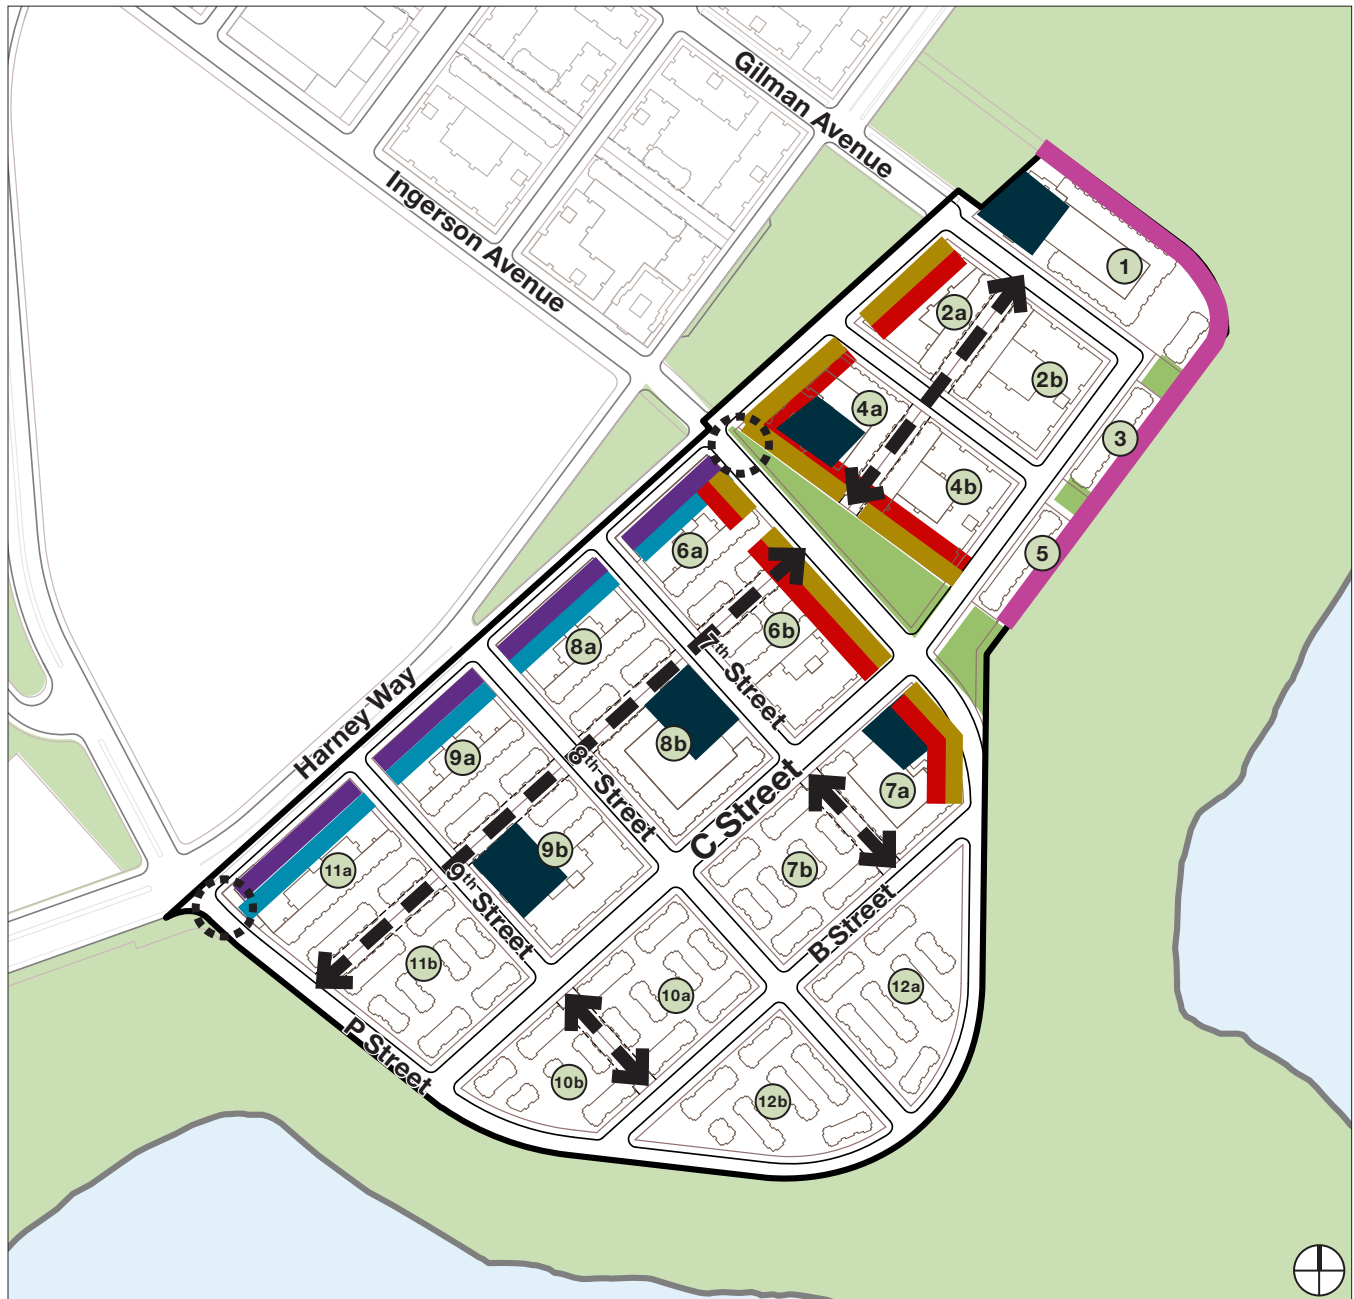 Gilman Avenue
Ingerson Avenue
1
2a
2b
3
4a
4b
5
6a
6b
7th Street
8a
8b
8th Street
Harney Way
9a
9b
9th Street
C Street
7a
7b
B Street
11a
11b
10a
10b
12a
12b
P Street